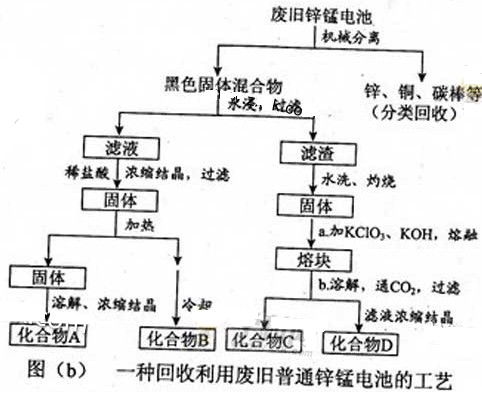 废旧锌锰电池
机械分离
黑色固体混合物
锌、铜、碳棒等
(分类回收)
水浸,过滤
滤液
滤渣
稀盐酸 浓缩结晶,过滤
水洗、灼烧
固体
固体
加热
a.加KClO₃、KOH,熔融
熔块
固体
b.溶解,通CO₂,过滤
溶解、浓缩结晶
冷却
滤液浓缩结晶
化合物A
化合物B
化合物C
化合物D
图(b) 一种回收利用废旧普通锌锰电池的工艺